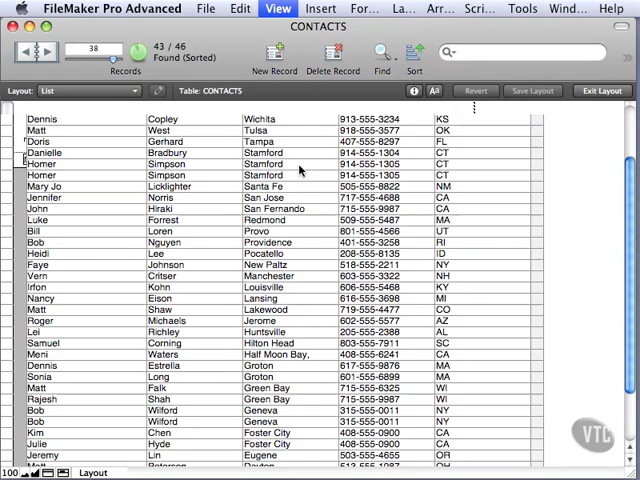 FileMaker Pro Advanced File Edit View Insert For... La... Arr... Scri... Tools Wind... Help
CONTACTS
38
43 / 46
Found (Sorted)
Records New Record Delete Record Find Sort
Layout: List Table: CONTACTS Aa Revert Save Layout Exit Layout
Dennis Copley Wichita 913-555-3234 KS
Matt West Tulsa 918-555-3577 OK
Doris Gerhard Tampa 407-555-8297 FL
Danielle Bradbury Stamford 914-555-1304 CT
Homer Simpson Stamford 914-555-1305 CT
Homer Simpson Stamford 914-555-1305 CT
Mary Jo Licklighter Santa Fe 505-555-8822 NM
Jennifer Norris San Jose 717-555-4688 CA
John Hiraki San Fernando 715-555-9987 CA
Luke Forrest Redmond 509-555-5487 MA
Bill Loren Provo 801-555-4566 UT
Bob Nguyen Providence 401-555-3258 RI
Heidi Lee Pocatello 208-555-8135 ID
Faye Johnson New Paltz 518-555-2211 NY
Vern Critser Manchester 603-555-3322 NH
Irfon Kohn Louisville 606-555-5468 KY
Nancy Eison Lansing 616-555-3698 MI
Matt Shaw Lakewood 719-555-4477 CO
Roger Michaels Jerome 602-555-5577 AZ
Lei Richley Huntsville 205-555-2388 AL
Samuel Corning Hilton Head 803-555-7911 SC
Meni Waters Half Moon Bay, 408-555-6241 CA
Dennis Estrella Groton 617-555-9876 MA
Sonia Long Groton 601-555-6899 MA
Matt Falk Green Bay 715-555-6325 WI
Rajesh Shah Green Bay 715-555-6325 WI
Bob Wilford Geneva 315-555-0011 NY
Bob Wilford Geneva 315-555-0011 NY
Kim Chen Foster City 408-555-0900 CA
Julie Hyde Foster City 408-555-0900 CA
Jeremy Lin Eugene 503-555-4655 OR
Matt Peterson Dayton 513-555-1987 OH
VTC
100 Layout